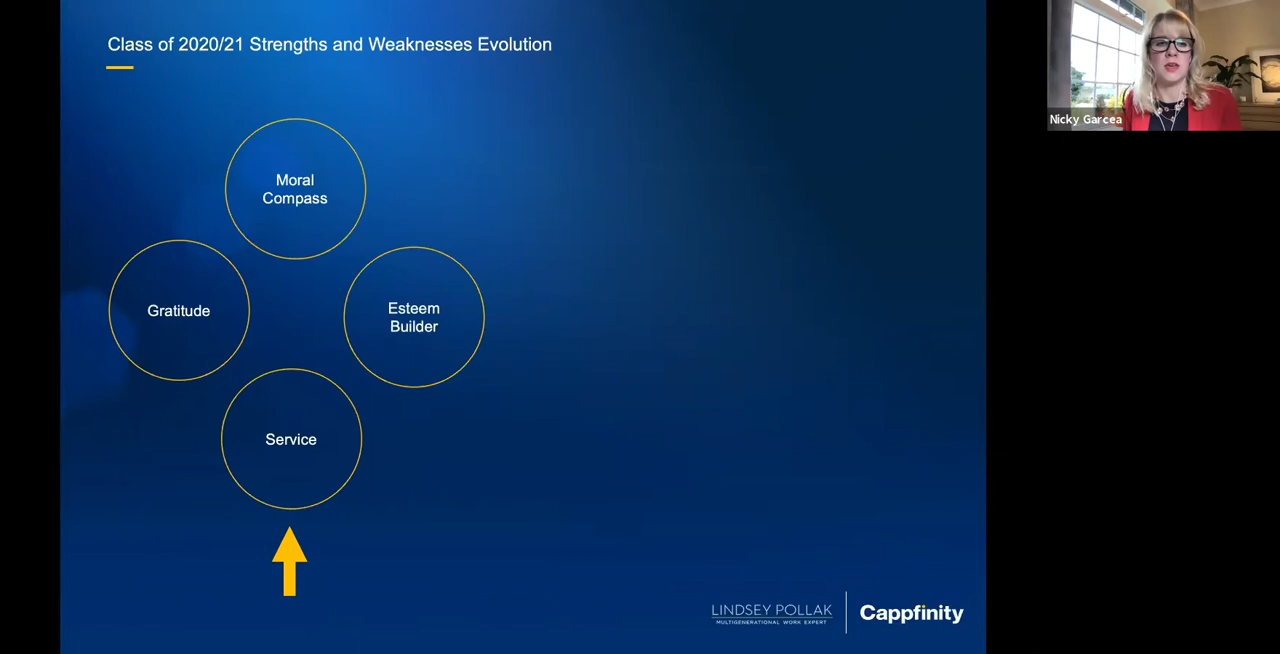 Class of 2020/21 Strengths and Weaknesses Evolution
Nicky Garcea
Moral
Compass
Gratitude
Esteem
Builder
Service
LINDSEY POLLAK
MULTIGENERATIONAL WORK EXPERT
Cappfinity